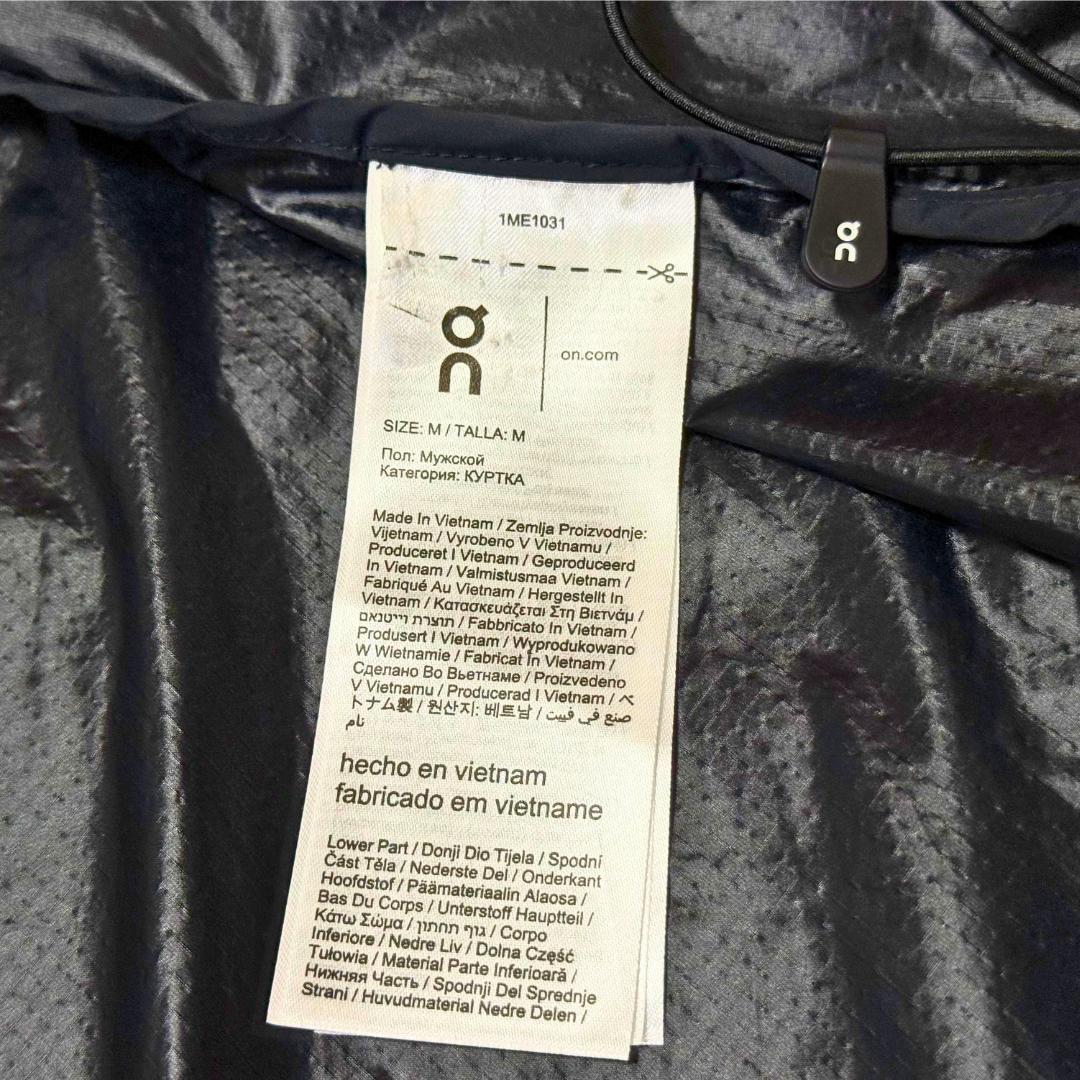 1ME1031
on
on.com
on
SIZE: M / TALLA: M
Пол: Мужской
Категория: КУРТКА
Made In Vietnam / Zemlja Proizvodnje:
Vijetnam / Vyrobeno V Vietnamu /
Produceret I Vietnam / Geproduceerd
In Vietnam / Valmistusmaa Vietnam /
Fabriqué Au Vietnam / Hergestellt In
Vietnam / Κατασκευάζεται Στη Βιετνάμ /
תוצרת וייטנאם / Fabbricato In Vietnam /
Produsert I Vietnam / Wyprodukowano
W Wietnamie / Fabricat În Vietnam /
Сделано Во Вьетнаме / Proizvedeno
V Vietnamu / Producerad I Vietnam / ベ
トナム製 / 원산지: 베트남 / صنع في فييت
نام
hecho en vietnam
fabricado em vietname
Lower Part / Donji Dio Tijela / Spodní
Část Těla / Nederste Del / Onderkant
Hoofdstof / Päämateriaalin Alaosa /
Bas Du Corps / Unterstoff Hauptteil /
Κάτω Σώμα / גוף תחתון / Corpo
Inferiore / Nedre Liv / Dolna Część
Tułowia / Material Parte Inferioară /
Нижняя Часть / Spodnji Del Sprednje
Strani / Huvudmaterial Nedre Delen /